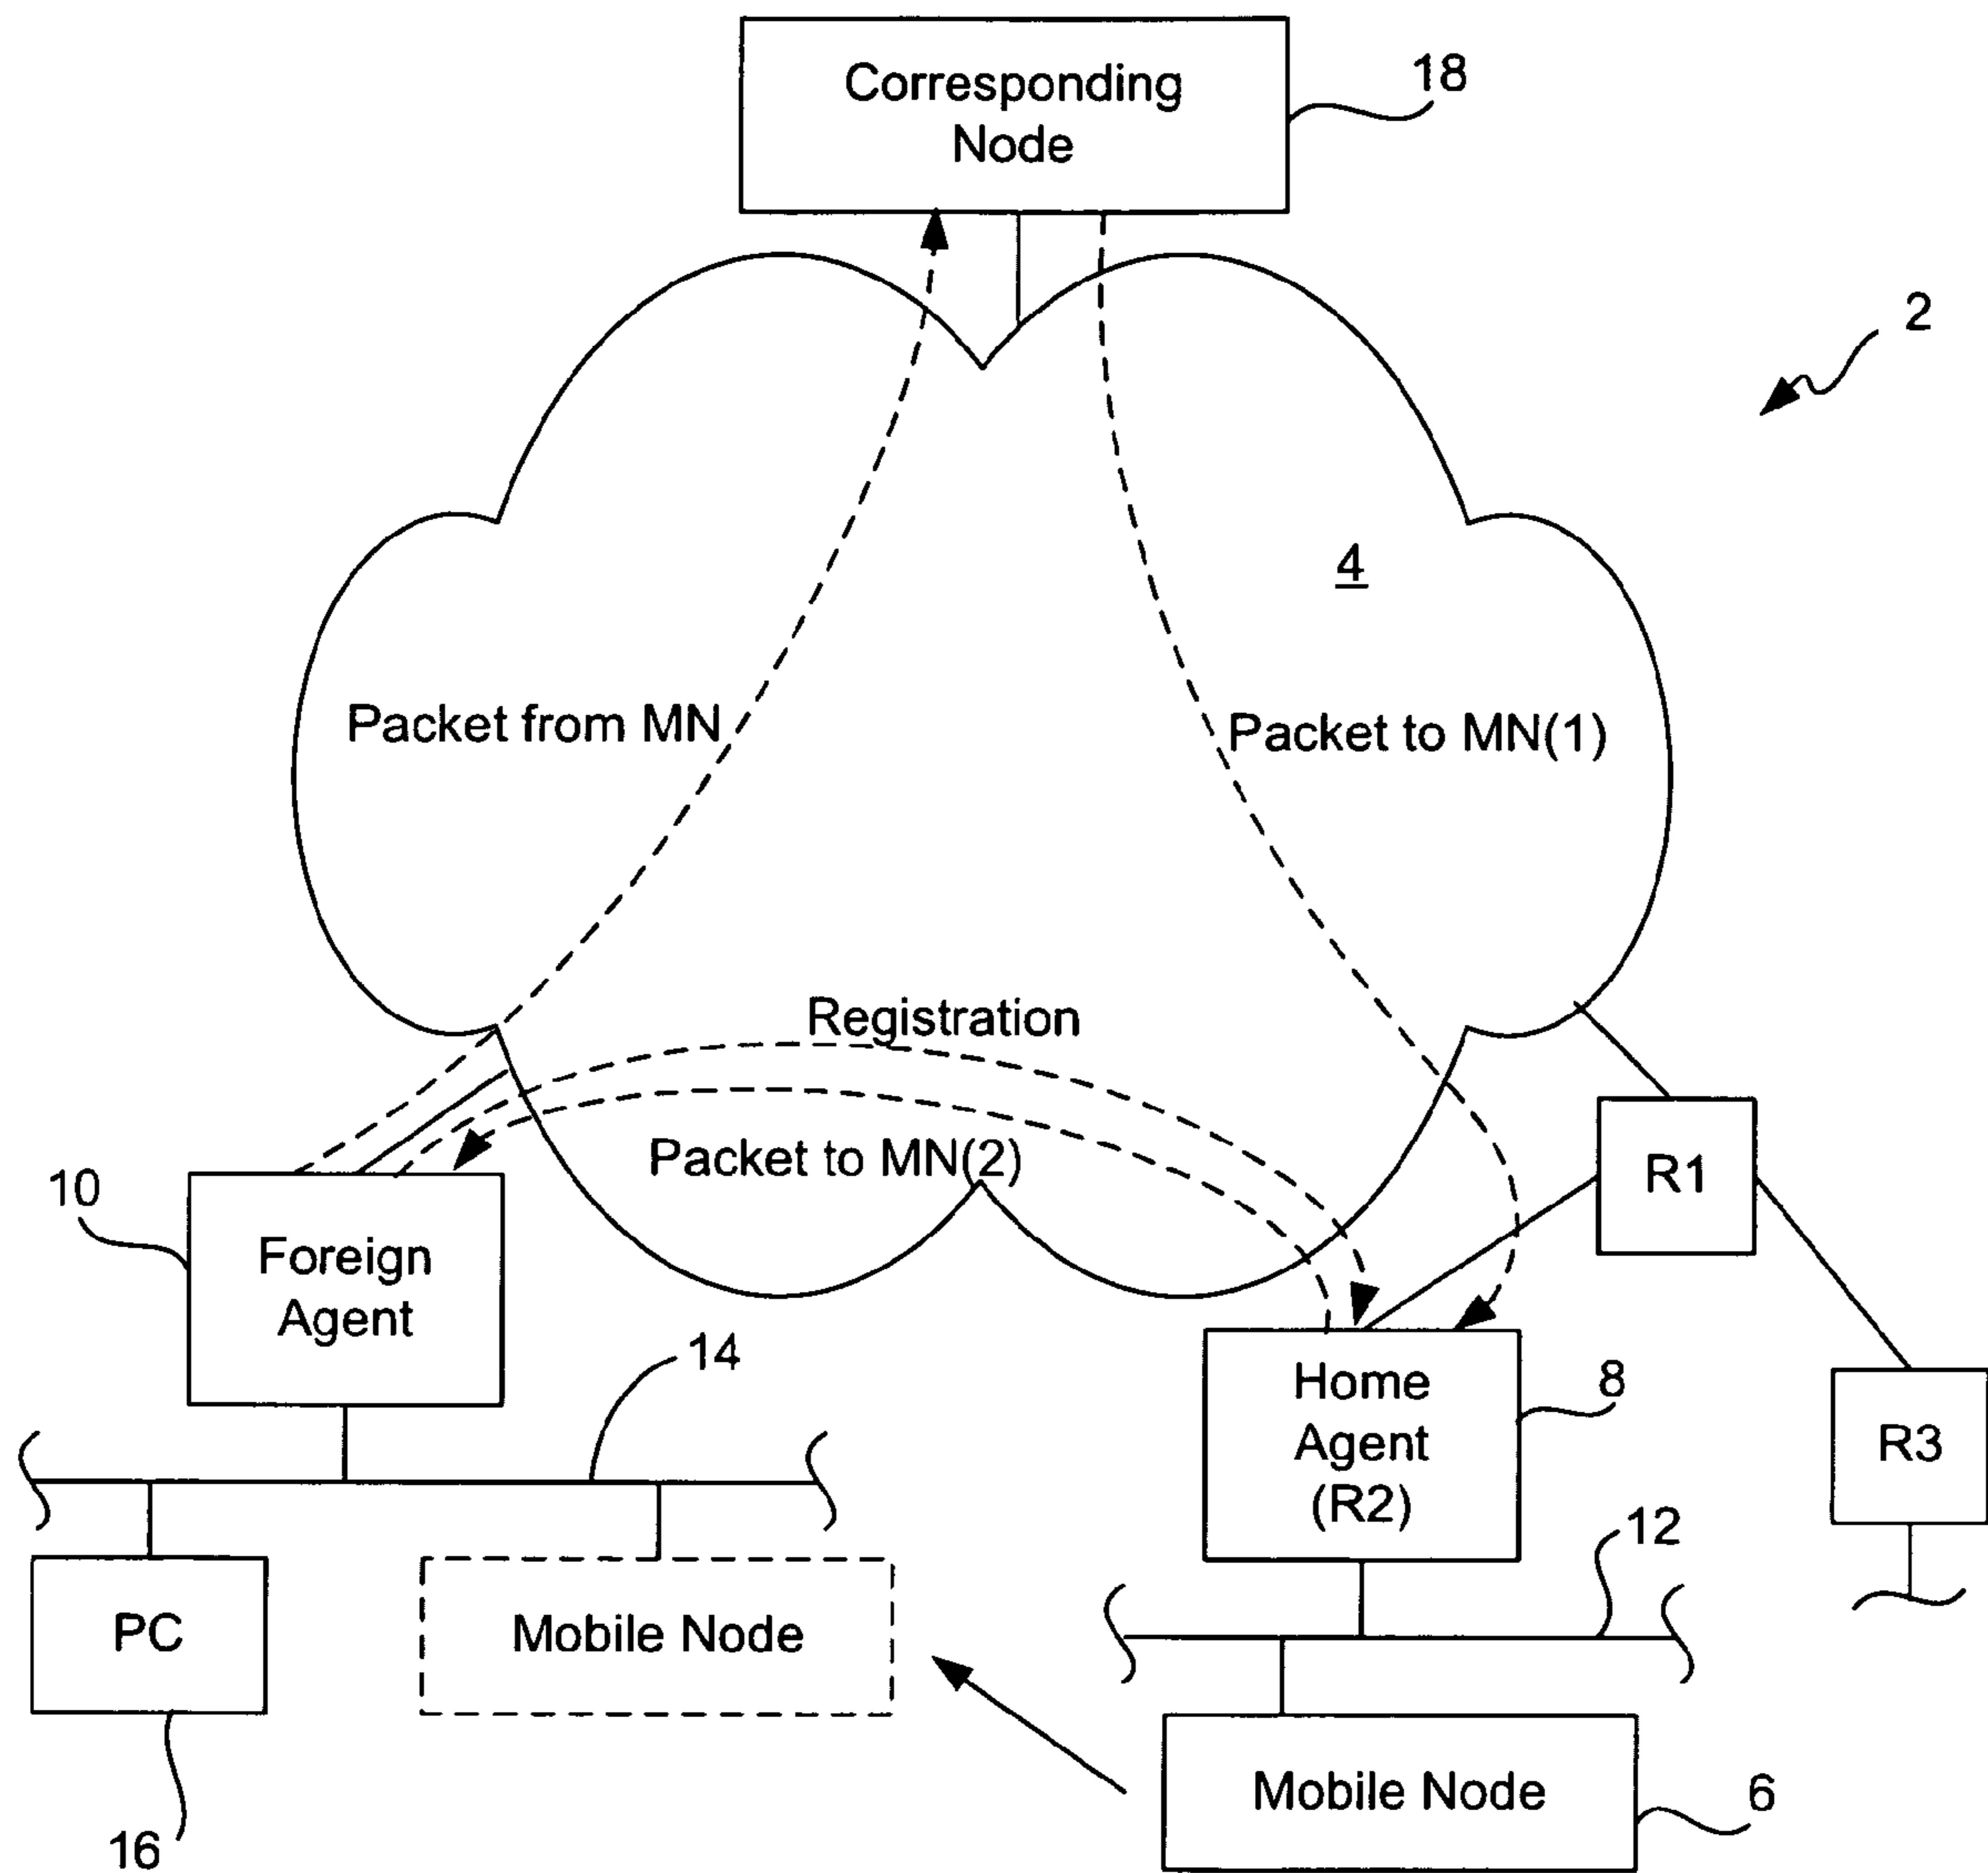 Corresponding
Node
18
2
4
Packet from MN
Packet to MN(1)
Registration
Packet to MN(2)
R1
10
Foreign
Agent
14
Home
Agent
(R2)
8
R3
12
PC
Mobile Node
Mobile Node
6
16